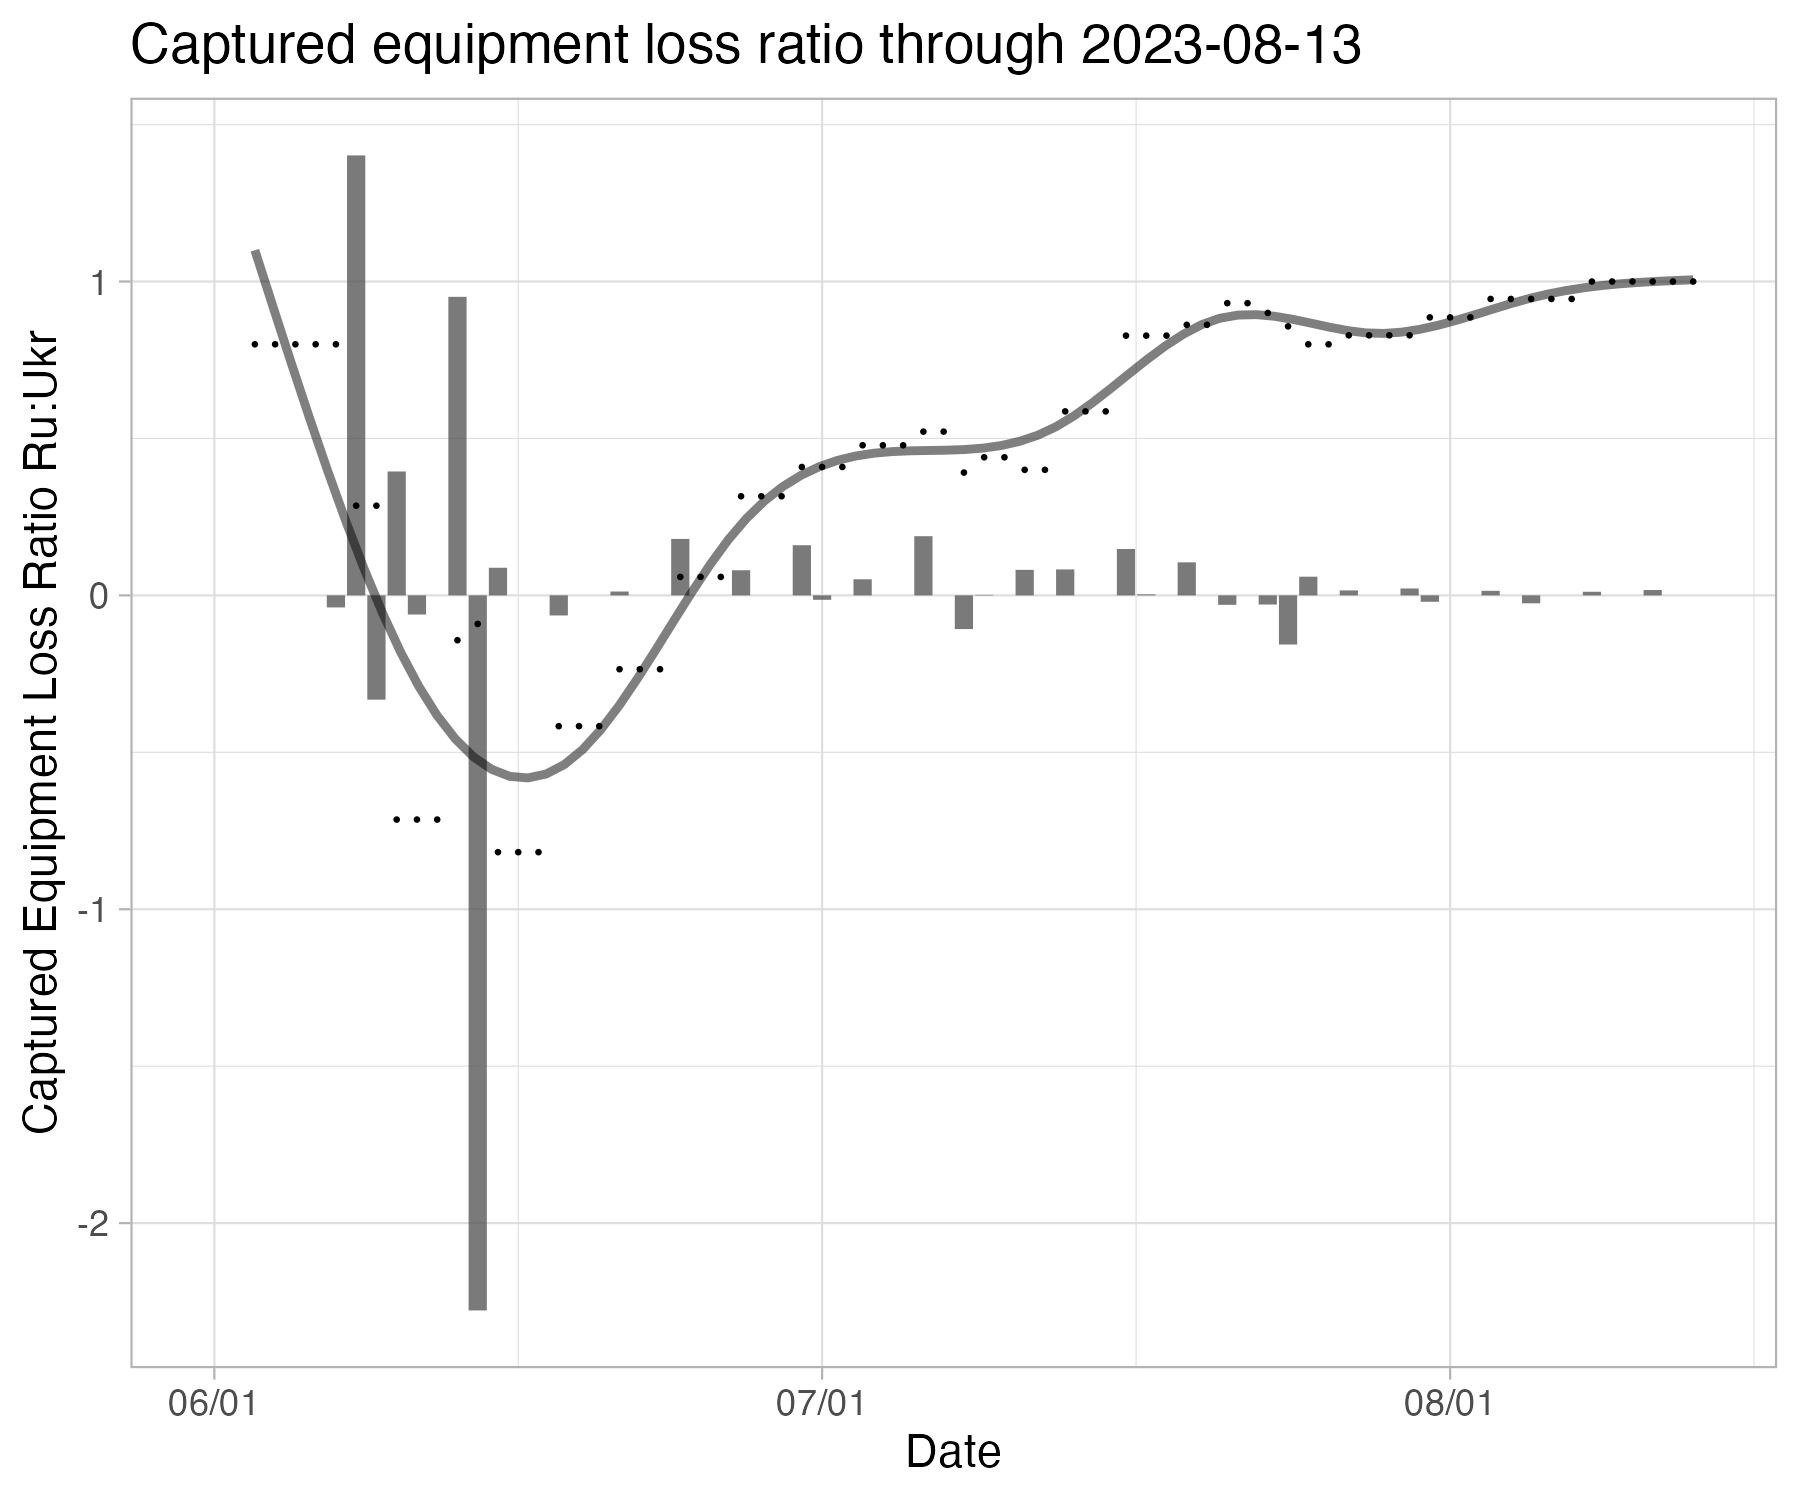 Captured equipment loss ratio through 2023-08-13
Captured Equipment Loss Ratio Ru:Ukr
1
0
-1
-2
06/01
07/01
08/01
Date